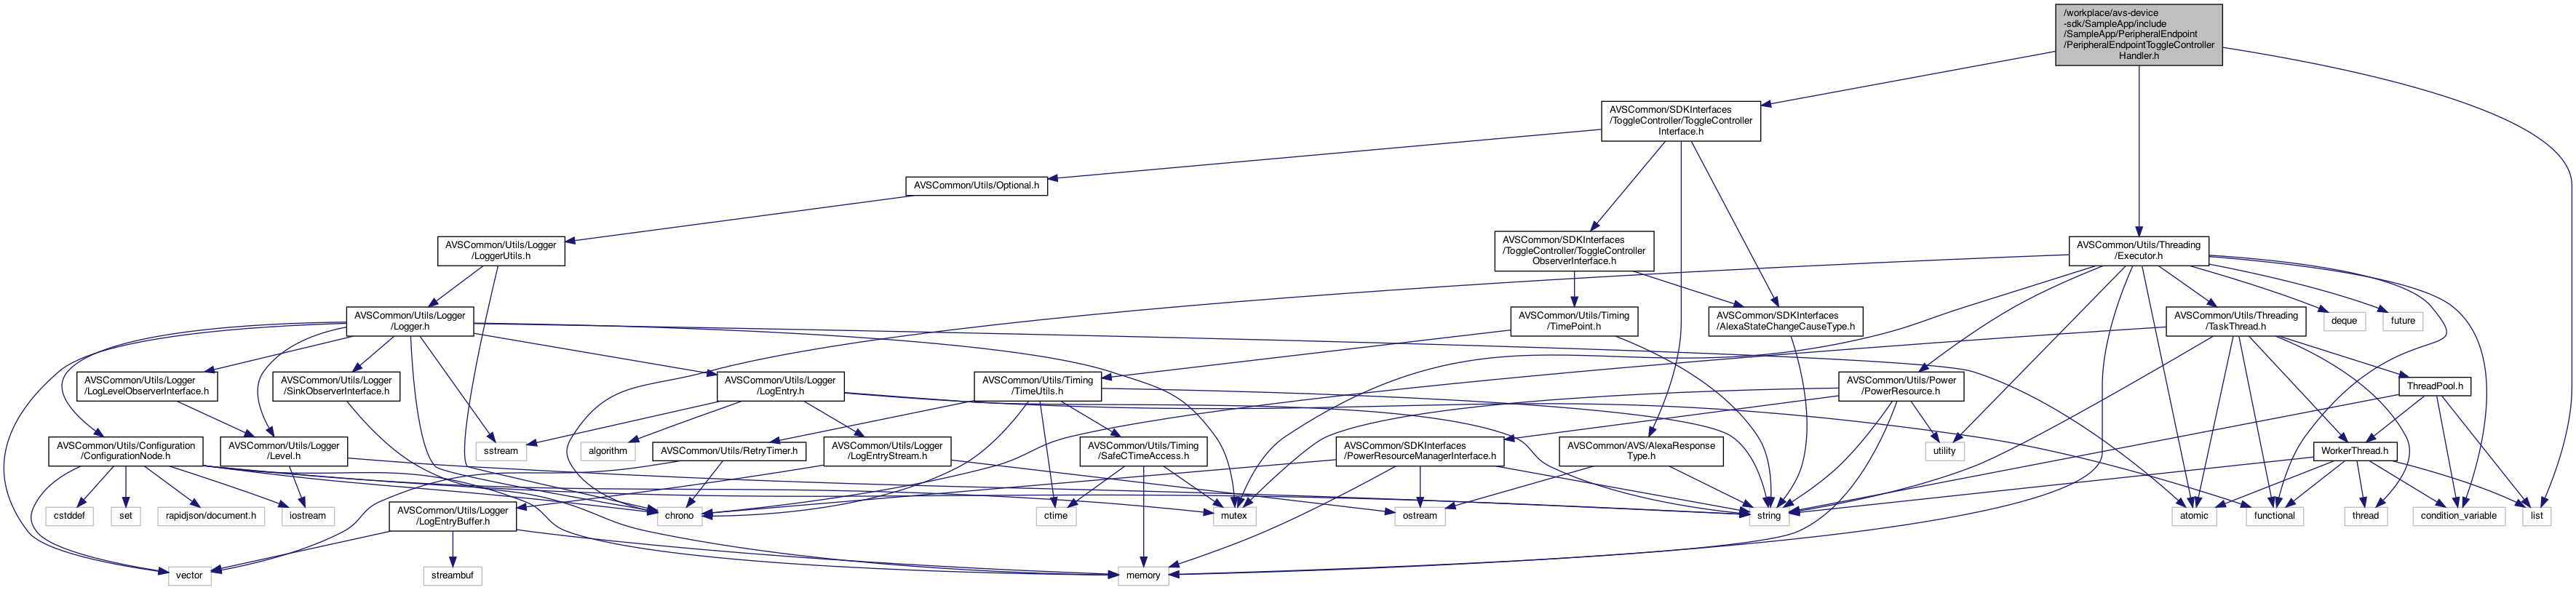 /workplace/avs-device
-sdk/SampleApp/include
/SampleApp/PeripheralEndpoint
/PeripheralEndpointToggleController
Handler.h
AVSCommon/SDKInterfaces
/ToggleController/ToggleController
Interface.h
AVSCommon/Utils/Optional.h
AVSCommon/Utils/Logger
/LoggerUtils.h
AVSCommon/SDKInterfaces
/ToggleController/ToggleController
ObserverInterface.h
AVSCommon/Utils/Threading
/Executor.h
AVSCommon/Utils/Logger
/Logger.h
AVSCommon/Utils/Timing
/TimePoint.h
AVSCommon/SDKInterfaces
/AlexaStateChangeCauseType.h
AVSCommon/Utils/Threading
/TaskThread.h
deque
future
AVSCommon/Utils/Logger
/LogLevelObserverInterface.h
AVSCommon/Utils/Logger
/SinkObserverInterface.h
AVSCommon/Utils/Logger
/LogEntry.h
AVSCommon/Utils/Timing
/TimeUtils.h
AVSCommon/Utils/Power
/PowerResource.h
ThreadPool.h
AVSCommon/Utils/Configuration
/ConfigurationNode.h
AVSCommon/Utils/Logger
/Level.h
sstream
algorithm
AVSCommon/Utils/RetryTimer.h
AVSCommon/Utils/Logger
/LogEntryStream.h
AVSCommon/Utils/Timing
/SafeCTimeAccess.h
AVSCommon/SDKInterfaces
/PowerResourceManagerInterface.h
AVSCommon/AVS/AlexaResponse
Type.h
utility
WorkerThread.h
cstddef
set
rapidjson/document.h
iostream
AVSCommon/Utils/Logger
/LogEntryBuffer.h
chrono
ctime
mutex
ostream
string
atomic
functional
thread
condition_variable
list
vector
streambuf
memory